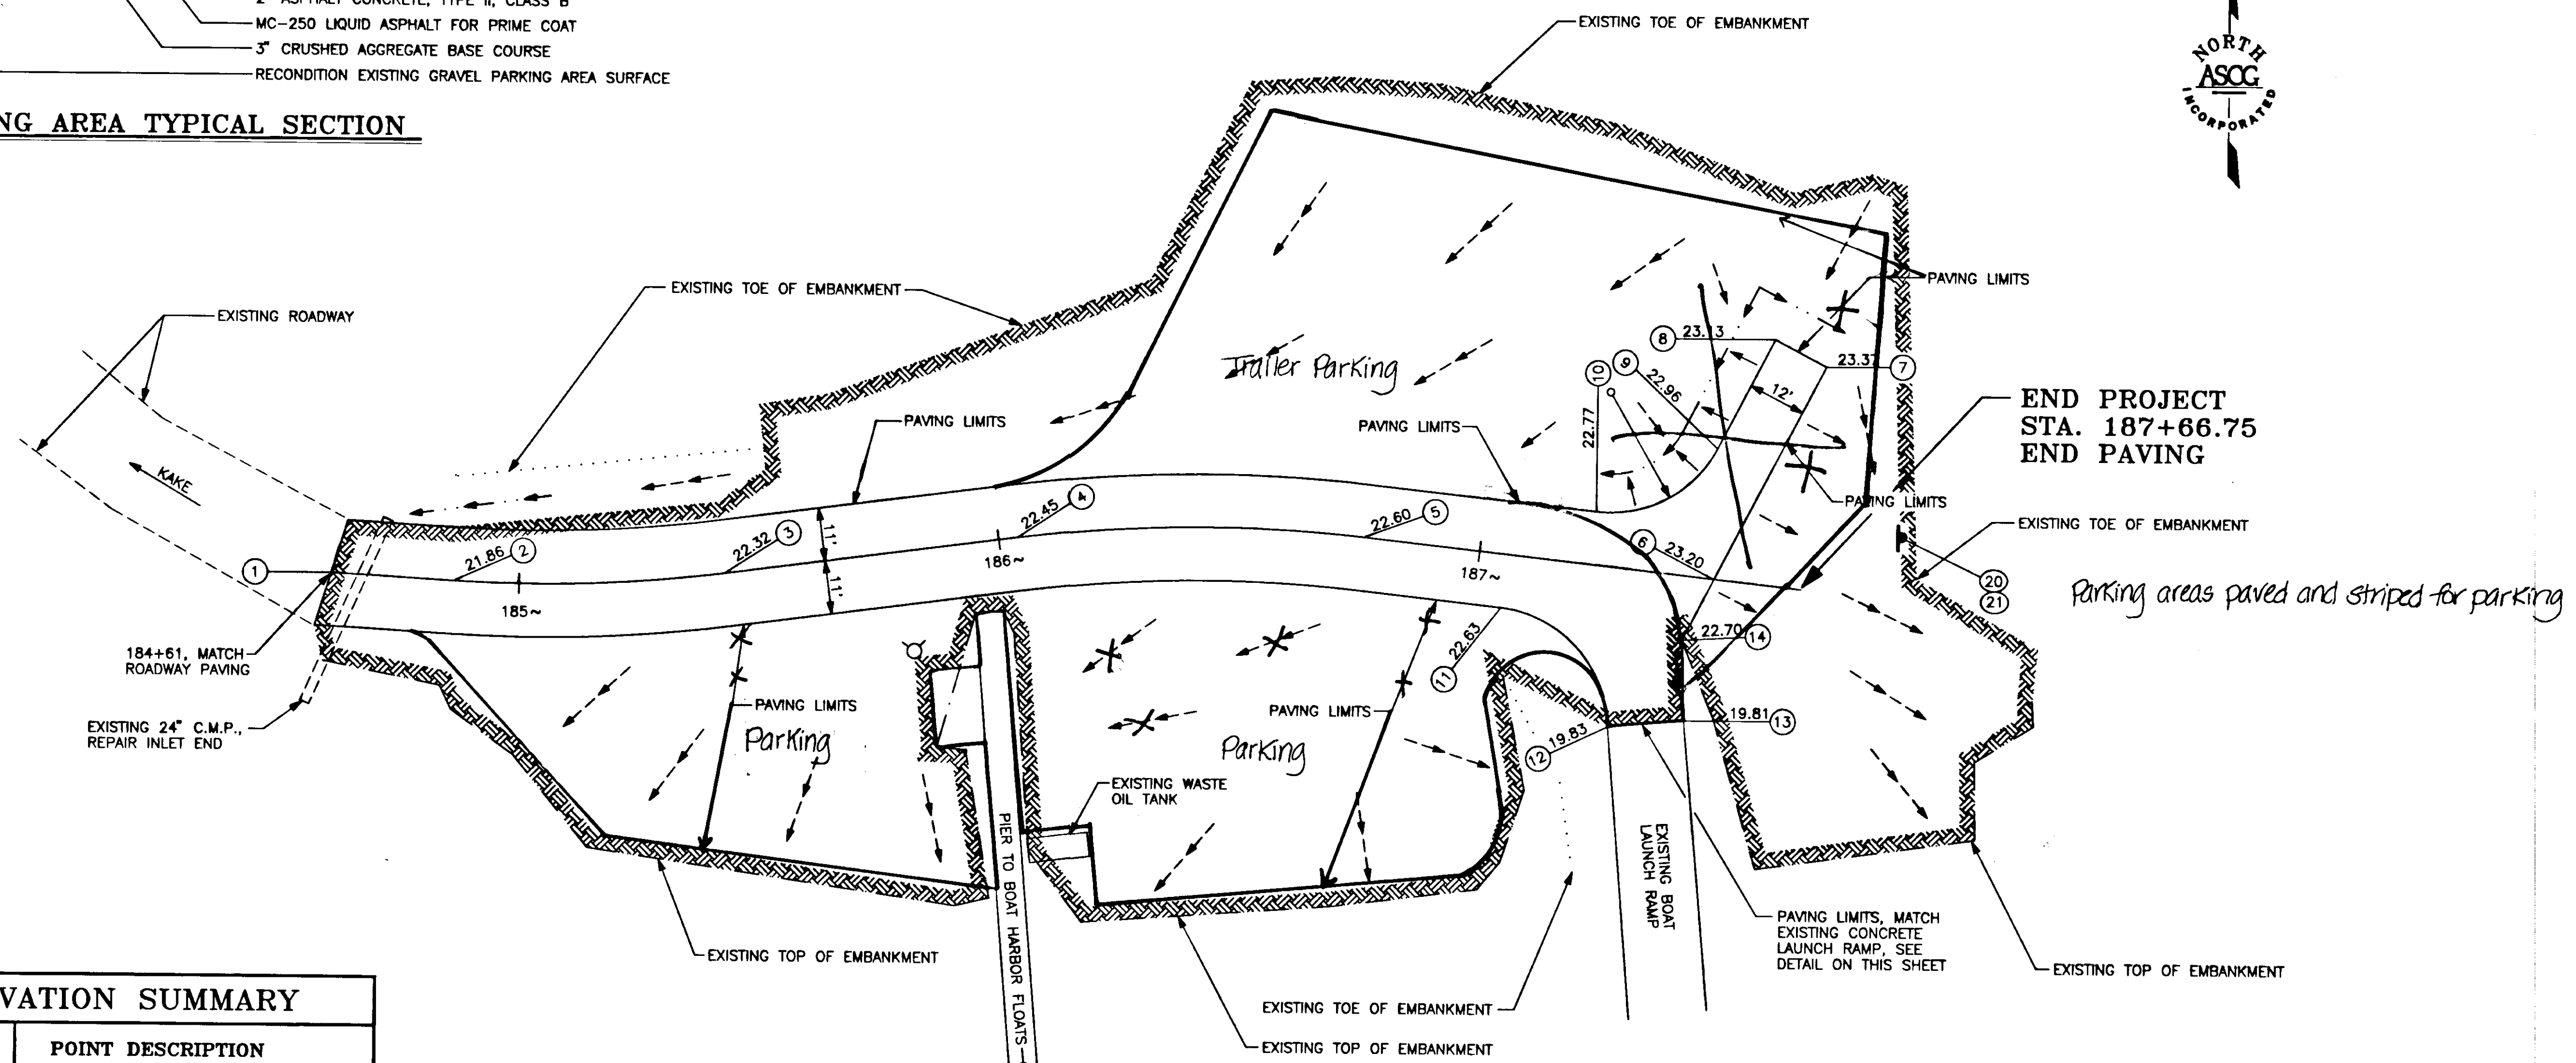 2" ASPHALT CONCRETE, TYPE II, CLASS B
MC-250 LIQUID ASPHALT FOR PRIME COAT
3" CRUSHED AGGREGATE BASE COURSE
RECONDITION EXISTING GRAVEL PARKING AREA SURFACE
NG AREA TYPICAL SECTION
EXISTING TOE OF EMBANKMENT
NORTH
ASCG
INCORPORATED
EXISTING TOE OF EMBANKMENT
EXISTING ROADWAY
KAKE
PAVING LIMITS
PAVING LIMITS
PAVING LIMITS
Trailer Parking
8 23.13
23.37 7
9 22.96
10 22.77
12'
END PROJECT
STA. 187+66.75
END PAVING
PAVING LIMITS
EXISTING TOE OF EMBANKMENT
20
21
Parking areas paved and striped for parking
1
21.86 2
22.32 3
11'
11'
22.45 4
22.60 5
6 23.20
185~
186~
187~
184+61, MATCH
ROADWAY PAVING
EXISTING 24" C.M.P.,
REPAIR INLET END
PAVING LIMITS
Parking
PAVING LIMITS
Parking
11 22.63
22.70 14
12 19.83
19.81 13
EXISTING WASTE
OIL TANK
PIER TO BOAT HARBOR FLOATS
EXISTING BOAT
LAUNCH RAMP
PAVING LIMITS, MATCH
EXISTING CONCRETE
LAUNCH RAMP, SEE
DETAIL ON THIS SHEET
EXISTING TOP OF EMBANKMENT
EXISTING TOP OF EMBANKMENT
EXISTING TOE OF EMBANKMENT
EXISTING TOP OF EMBANKMENT
VATION SUMMARY
POINT DESCRIPTION